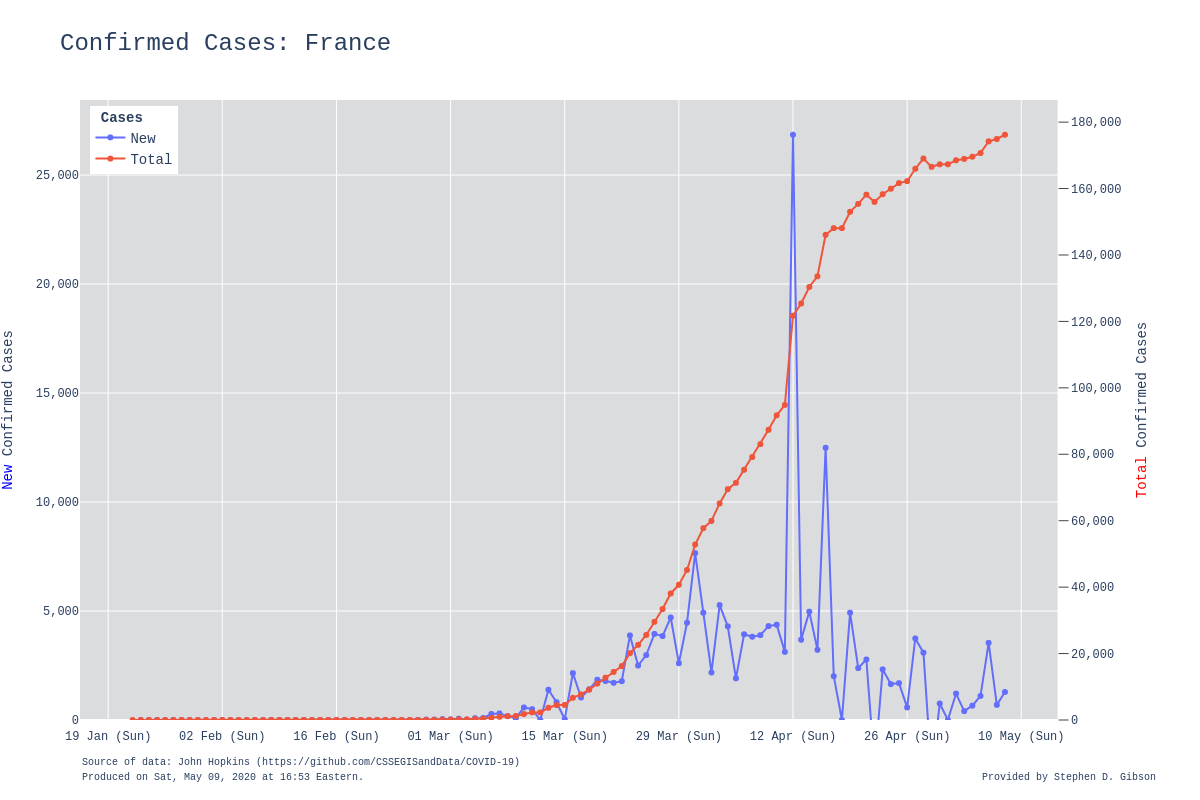 Confirmed Cases: France
Cases
New
Total
25,000
20,000
15,000
10,000
5,000
0
New Confirmed Cases
180,000
160,000
140,000
120,000
100,000
80,000
60,000
40,000
20,000
0
Total Confirmed Cases
19 Jan (Sun) 02 Feb (Sun) 16 Feb (Sun) 01 Mar (Sun) 15 Mar (Sun) 29 Mar (Sun) 12 Apr (Sun) 26 Apr (Sun) 10 May (Sun)
Source of data: John Hopkins (https://github.com/CSSEGISandData/COVID-19)
Produced on Sat, May 09, 2020 at 16:53 Eastern.
Provided by Stephen D. Gibson